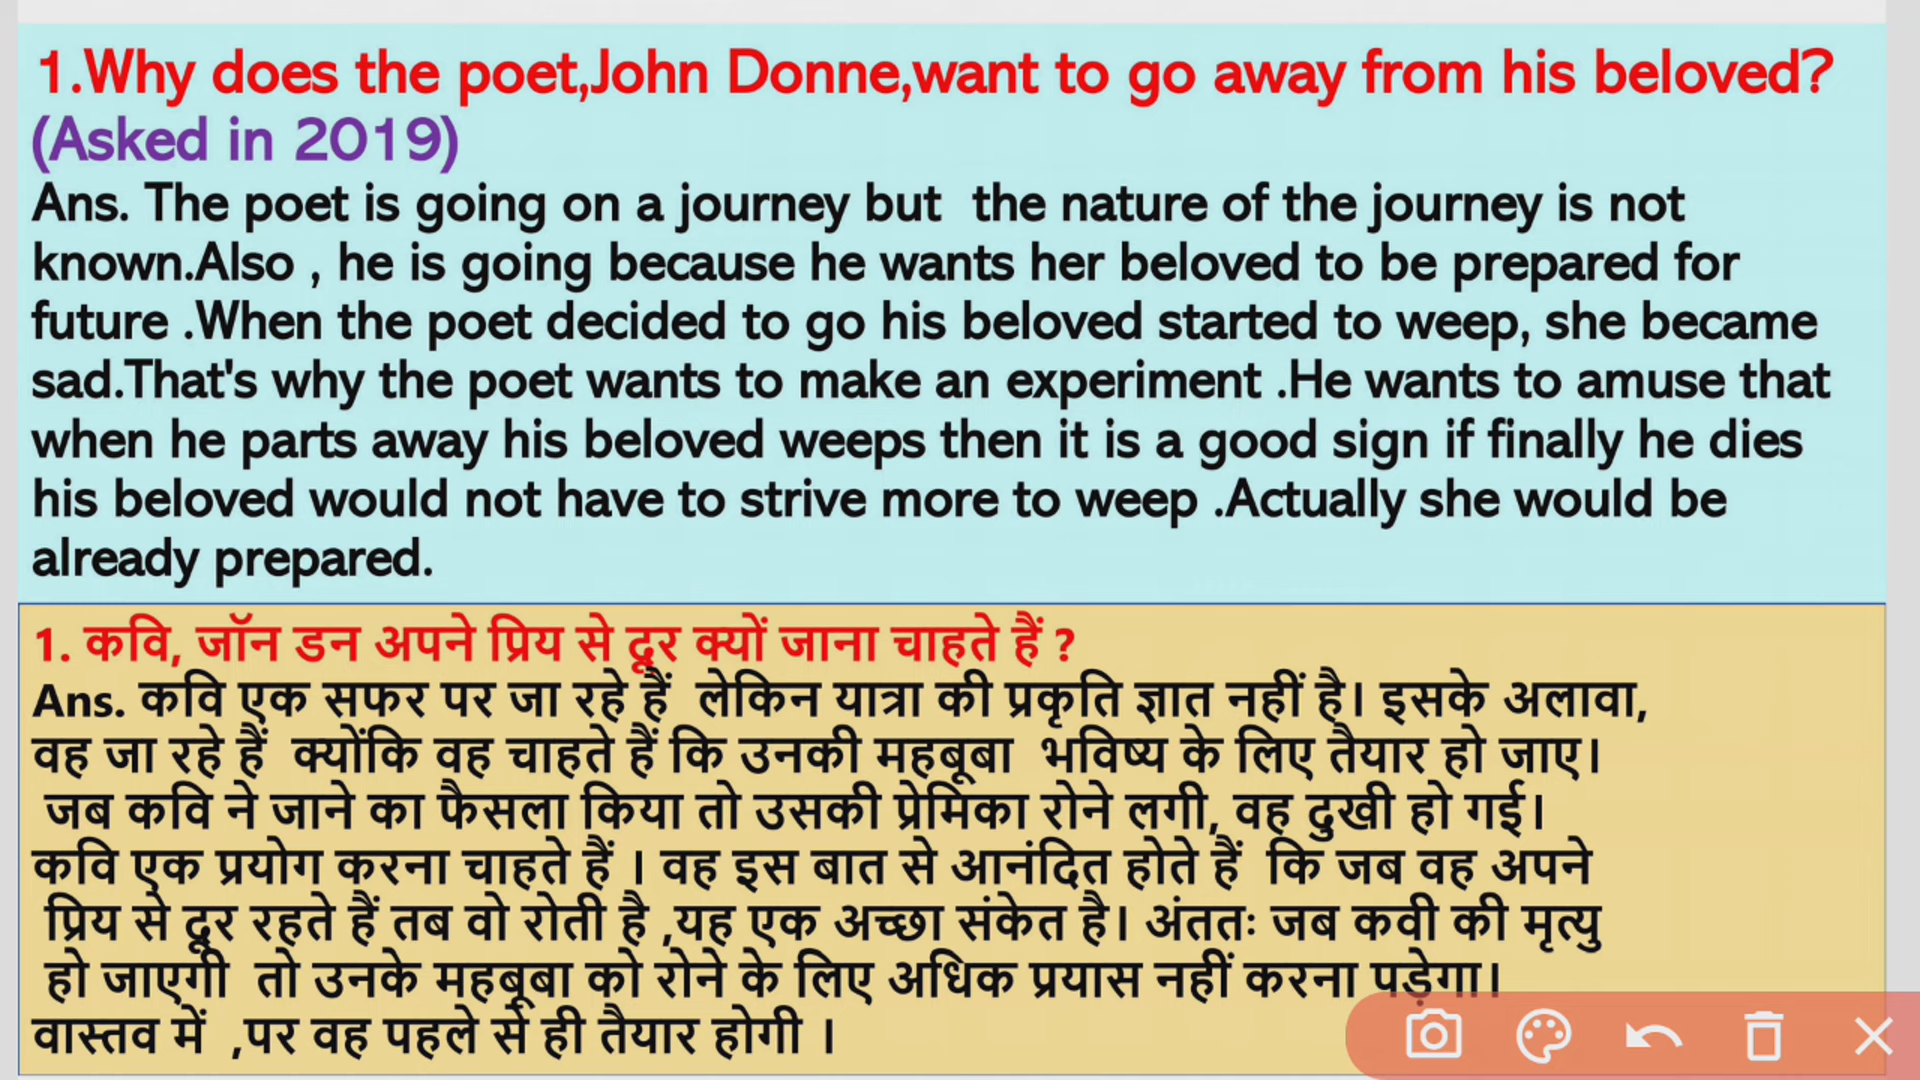 1.Why does the poet,John Donne,want to go away from his beloved?
(Asked in 2019)
Ans. The poet is going on a journey but the nature of the journey is not
known.Also , he is going because he wants her beloved to be prepared for
future .When the poet decided to go his beloved started to weep, she became
sad.That's why the poet wants to make an experiment .He wants to amuse that
when he parts away his beloved weeps then it is a good sign if finally he dies
his beloved would not have to strive more to weep .Actually she would be
already prepared.
1. कवि, जॉन डन अपने प्रिय से दूर क्यों जाना चाहते हैं ?
Ans. कवि एक सफर पर जा रहे हैं लेकिन यात्रा की प्रकृति ज्ञात नहीं है। इसके अलावा,
वह जा रहे हैं क्योंकि वह चाहते हैं कि उनकी महबूबा भविष्य के लिए तैयार हो जाए।
जब कवि ने जाने का फैसला किया तो उसकी प्रेमिका रोने लगी, वह दुखी हो गई।
कवि एक प्रयोग करना चाहते हैं । वह इस बात से आनंदित होते हैं कि जब वह अपने
प्रिय से दूर रहते हैं तब वो रोती है ,यह एक अच्छा संकेत है। अंततः जब कवी की मृत्यु
हो जाएगी तो उनके महबूबा को रोने के लिए अधिक प्रयास नहीं करना पड़ेगा।
वास्तव में ,पर वह पहले से ही तैयार होगी ।